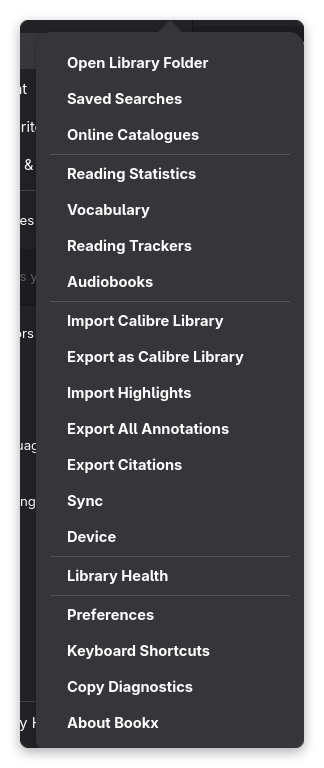 Open Library Folder
Saved Searches
Online Catalogues
Reading Statistics
Vocabulary
Reading Trackers
Audiobooks
Import Calibre Library
Export as Calibre Library
Import Highlights
Export All Annotations
Export Citations
Sync
Device
Library Health
Preferences
Keyboard Shortcuts
Copy Diagnostics
About Bookx